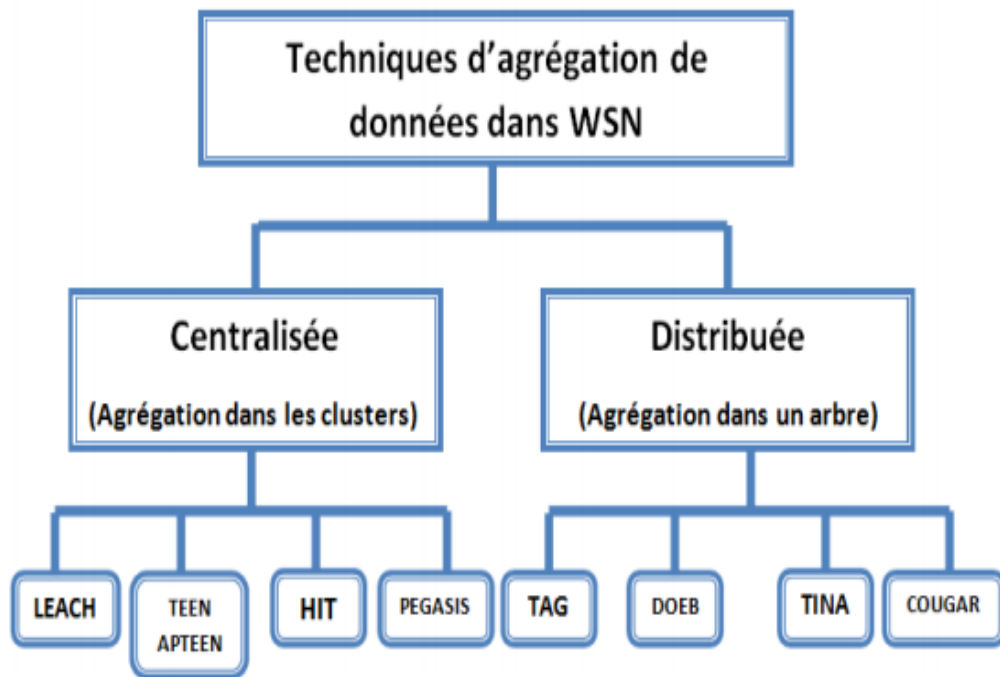 Techniques d’agrégation de
données dans WSN
Centralisée
(Agrégation dans les clusters)
Distribuée
(Agrégation dans un arbre)
LEACH
TEEN
APTEEN
HIT
PEGASIS
TAG
DOEB
TINA
COUGAR